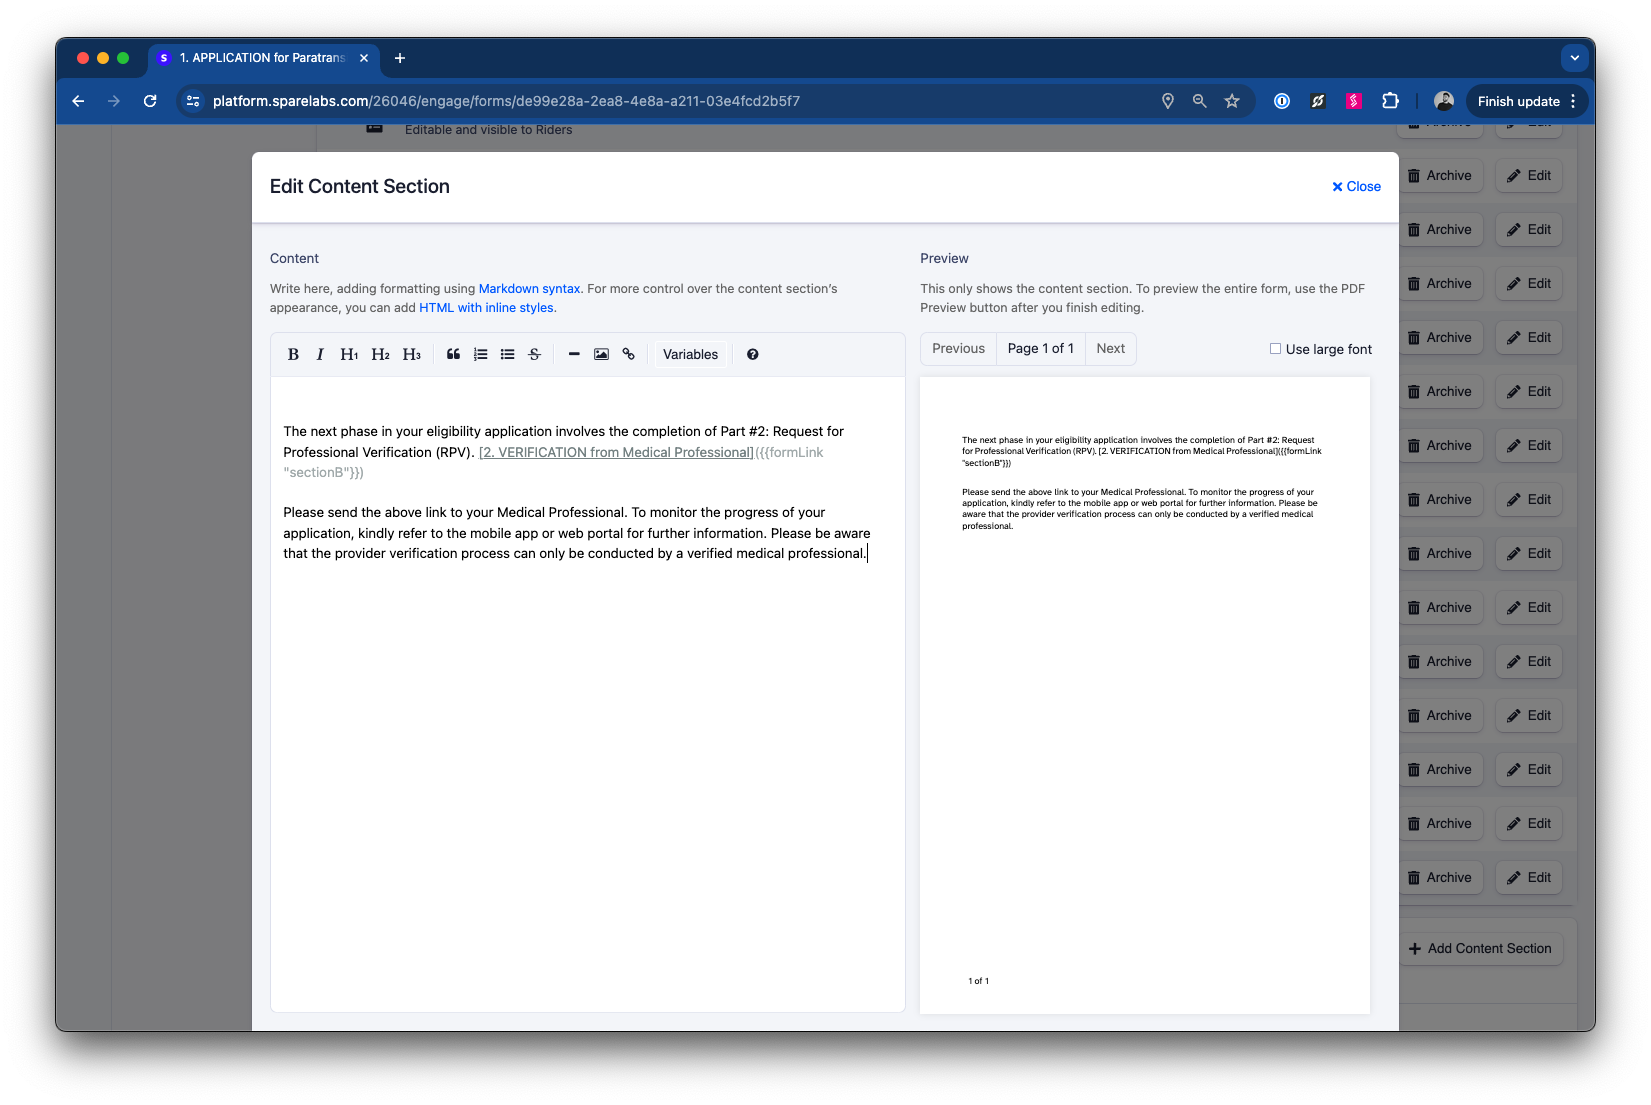 S 1. APPLICATION for Paratrans
platform.sparelabs.com/26046/engage/forms/de99e28a-2ea8-4e8a-a211-03e4fcd2b5f7
Finish update
Editable and visible to Riders
Edit Content Section
Close
Content
Write here, adding formatting using Markdown syntax. For more control over the content section's
appearance, you can add HTML with inline styles.
B I H1 H2 H3 S Variables
The next phase in your eligibility application involves the completion of Part #2: Request for
Professional Verification (RPV). [2. VERIFICATION from Medical Professional]({{formLink
"sectionB"}})
Please send the above link to your Medical Professional. To monitor the progress of your
application, kindly refer to the mobile app or web portal for further information. Please be aware
that the provider verification process can only be conducted by a verified medical professional.
Preview
This only shows the content section. To preview the entire form, use the PDF
Preview button after you finish editing.
Previous Page 1 of 1 Next Use large font
The next phase in your eligibility application involves the completion of Part #2: Request
for Professional Verification (RPV). [2. VERIFICATION from Medical Professional]({{formLink
"sectionB"}})
Please send the above link to your Medical Professional. To monitor the progress of your
application, kindly refer to the mobile app or web portal for further information. Please be
aware that the provider verification process can only be conducted by a verified medical
professional.
1 of 1
Archive Edit
Archive Edit
Archive Edit
Archive Edit
Archive Edit
Archive Edit
Archive Edit
Archive Edit
Archive Edit
Archive Edit
Archive Edit
Archive Edit
Archive Edit
Archive Edit
Add Content Section